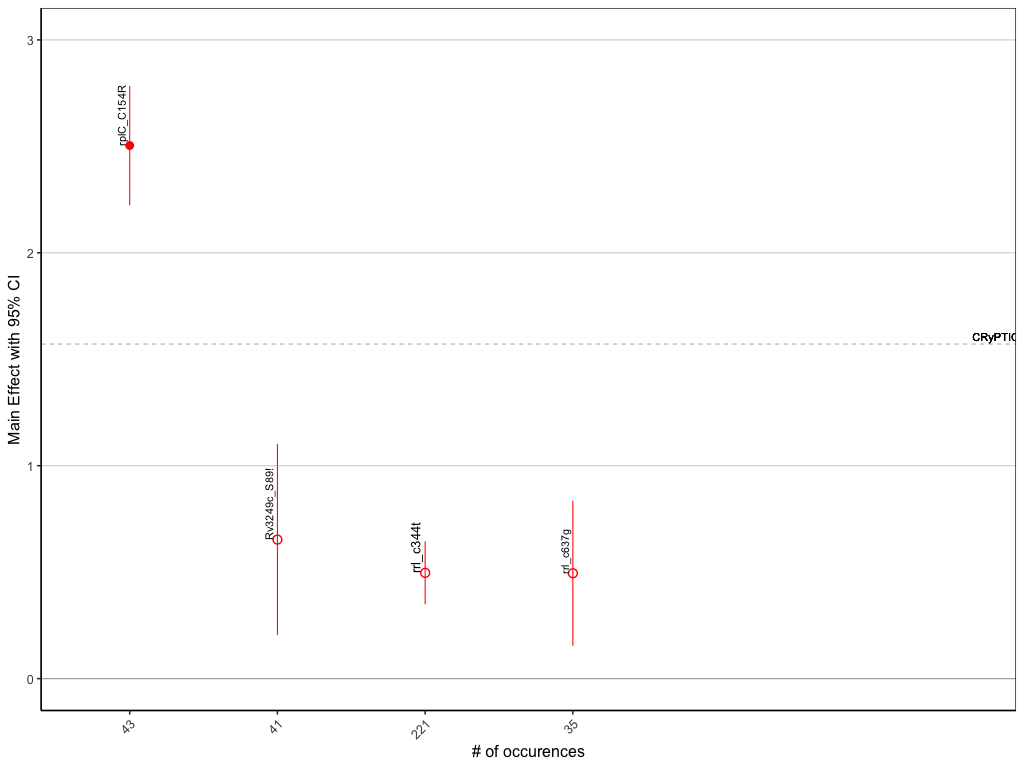 3
2
1
0
Main Effect with 95% CI
rplC_C154R
CRyPTIC
Rv3249c_S89!
rrl_c344t
rrl_c637g
43
41
221
35
# of occurences